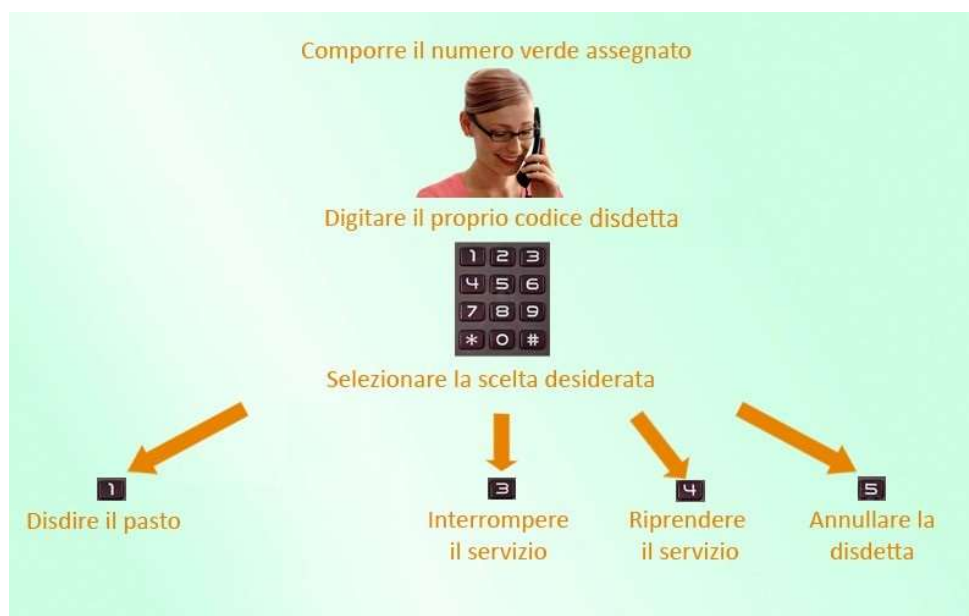 Comporre il numero verde assegnato
Digitare il proprio codice disdetta
1 2 3
4 5 6
7 8 9
* 0 #
Selezionare la scelta desiderata
1
Disdire il pasto
3
Interrompere
il servizio
4
Riprendere
il servizio
5
Annullare la
disdetta